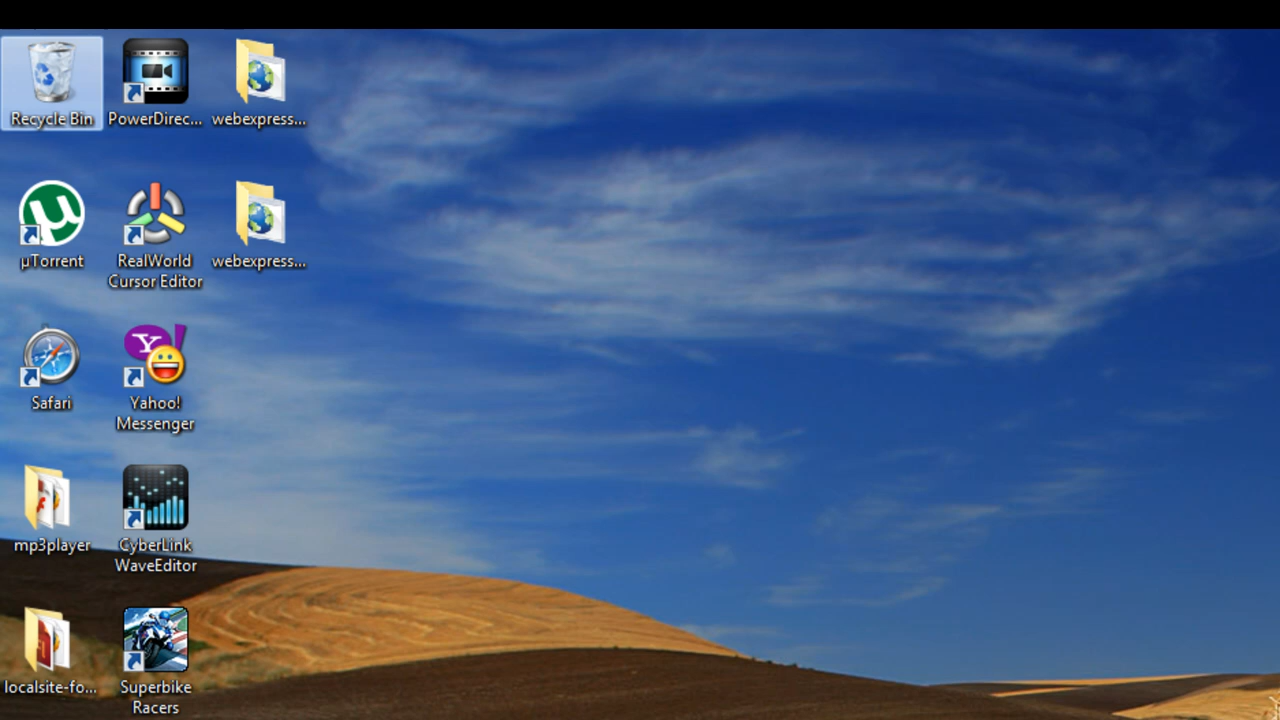 Recycle Bin
PowerDirec...
webexpress...
µTorrent
RealWorld
Cursor Editor
webexpress...
Safari
Yahoo!
Messenger
mp3player
CyberLink
WaveEditor
localsite-fo...
Superbike
Racers